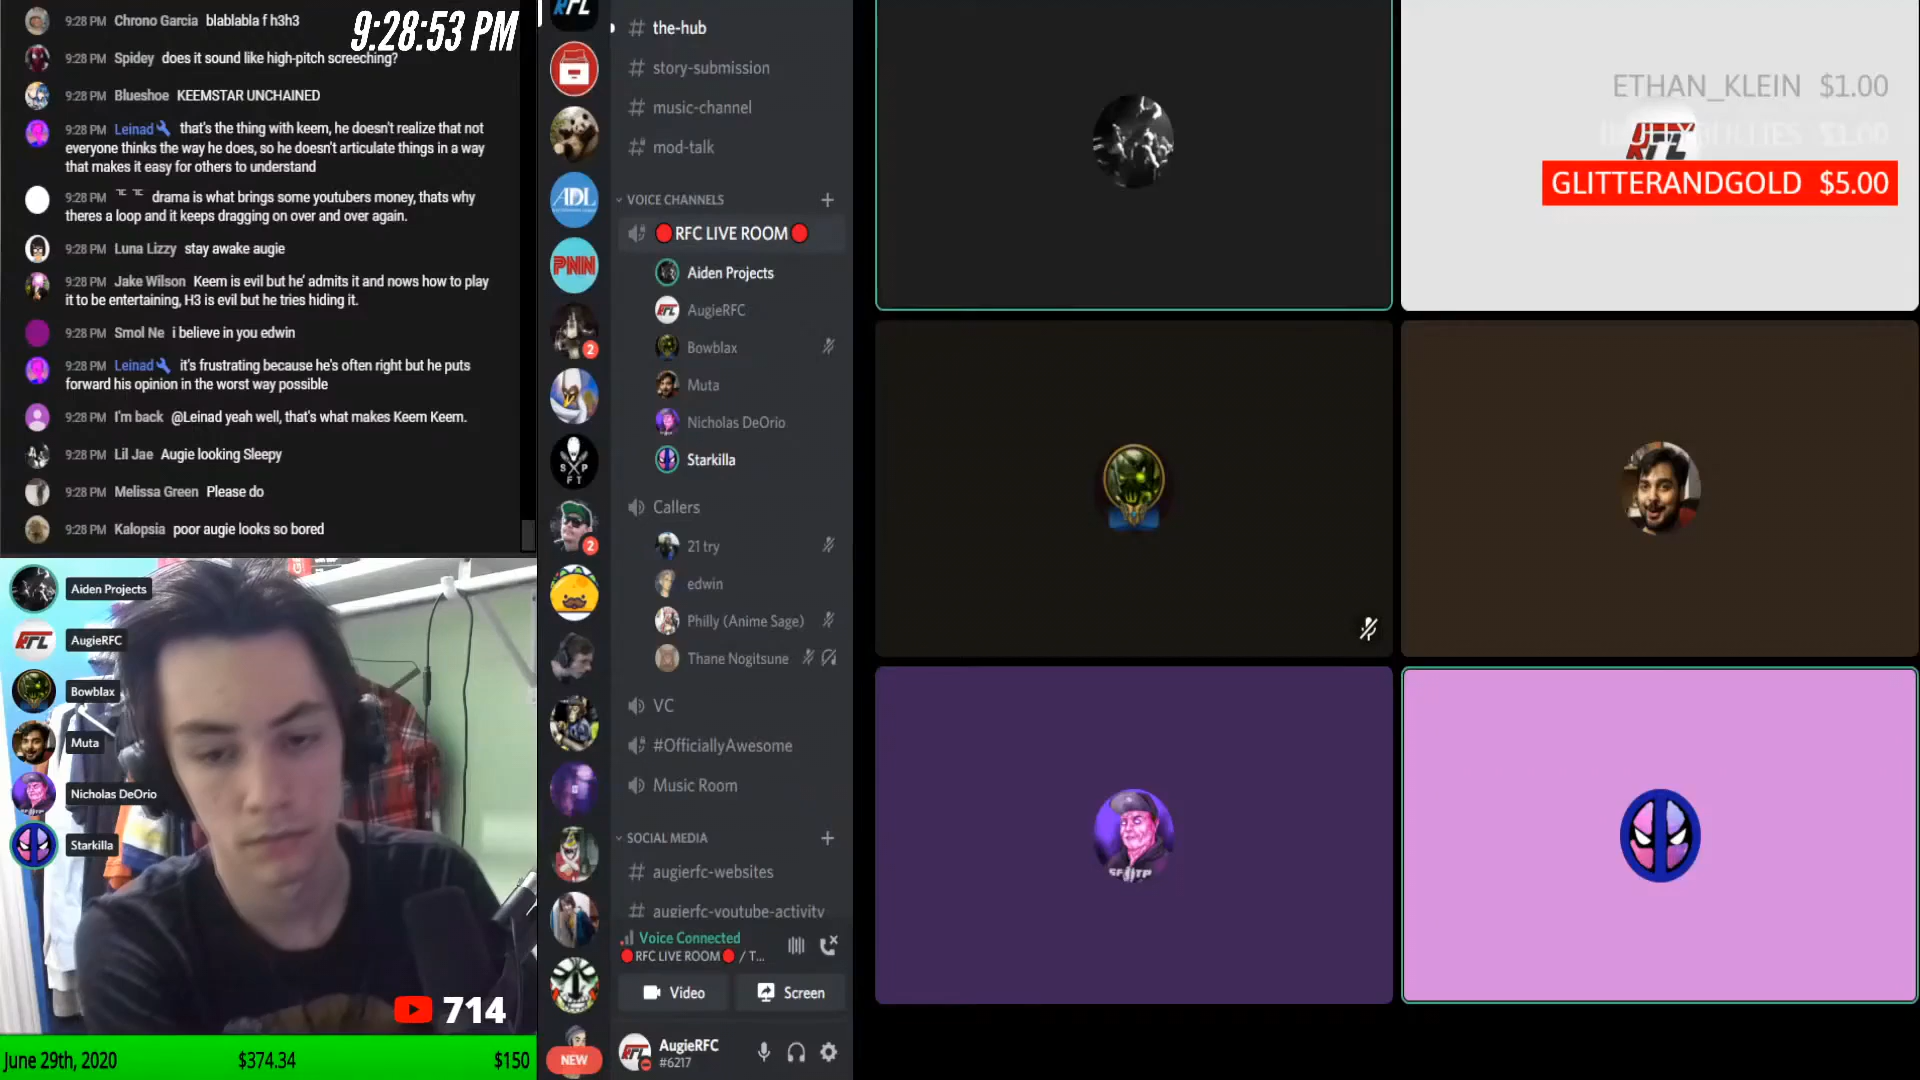 9:28 PM Chrono Garcia blablabla f h3h3
9:28:53 PM
9:28 PM Spidey does it sound like high-pitch screeching?
9:28 PM Blueshoe KEEMSTAR UNCHAINED
9:28 PM Leinad that's the thing with keem, he doesn't realize that not
everyone thinks the way he does, so he doesn't articulate things in a way
that makes it easy for others to understand
9:28 PM drama is what brings some youtubers money, thats why
theres a loop and it keeps dragging on over and over again.
9:28 PM Luna Lizzy stay awake augie
9:28 PM Jake Wilson Keem is evil but he' admits it and nows how to play
it to be entertaining, H3 is evil but he tries hiding it.
9:28 PM Smol Ne i believe in you edwin
9:28 PM Leinad it's frustrating because he's often right but he puts
forward his opinion in the worst way possible
9:28 PM I'm back @Leinad yeah well, that's what makes Keem Keem.
9:28 PM Lil Jae Augie looking Sleepy
9:28 PM Melissa Green Please do
9:28 PM Kalopsia poor augie looks so bored
Aiden Projects
RFC AugieRFC
Bowblax
Muta
Nicholas DeOrio
Starkilla
714
June 29th, 2020 $374.34 $150
ADL
PNN
2
S P
F T
2
NEW
# the-hub
# story-submission
# music-channel
# mod-talk
VOICE CHANNELS +
RFC LIVE ROOM
Aiden Projects
AugieRFC
Bowblax
Muta
Nicholas DeOrio
Starkilla
Callers
21 try
edwin
Philly (Anime Sage)
Thane Nogitsune
VC
#OfficiallyAwesome
Music Room
SOCIAL MEDIA +
# augierfc-websites
# augierfc-youtube-activity
Voice Connected
RFC LIVE ROOM / T...
Video Screen
AugieRFC
#6217
ETHAN_KLEIN $1.00
$1.00
GLITTERANDGOLD $5.00